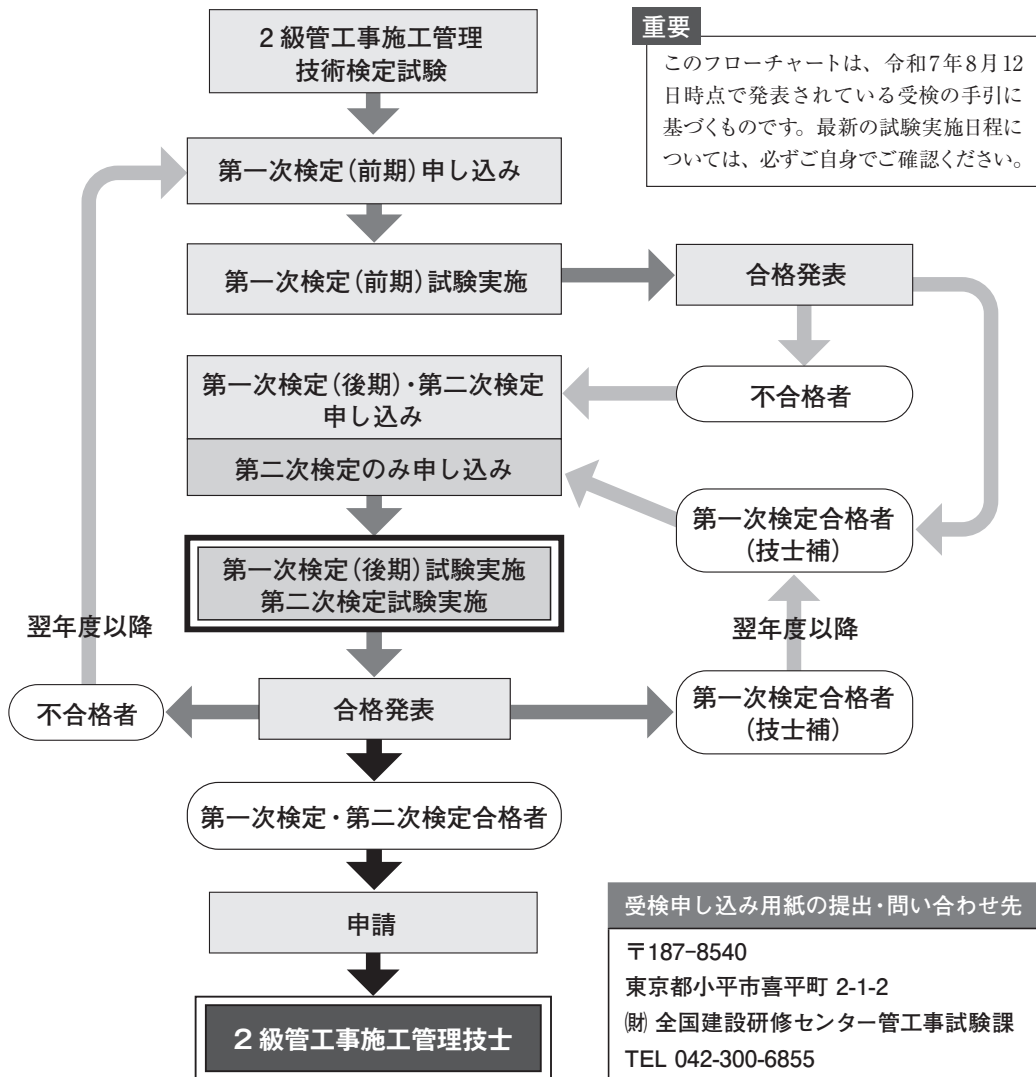 2級管工事施工管理
技術検定試験
重要
このフローチャートは、令和7年8月12
日時点で発表されている受検の手引に
基づくものです。最新の試験実施日程に
ついては、必ずご自身でご確認ください。
第一次検定(前期)申し込み
第一次検定(前期)試験実施
合格発表
第一次検定(後期)・第二次検定
申し込み
不合格者
第二次検定のみ申し込み
第一次検定合格者
(技士補)
第一次検定(後期)試験実施
第二次検定試験実施
翌年度以降
翌年度以降
不合格者
合格発表
第一次検定合格者
(技士補)
第一次検定・第二次検定合格者
申請
2級管工事施工管理技士
受検申し込み用紙の提出・問い合わせ先
〒187-8540
東京都小平市喜平町 2-1-2
㈶ 全国建設研修センター管工事試験課
TEL 042-300-6855